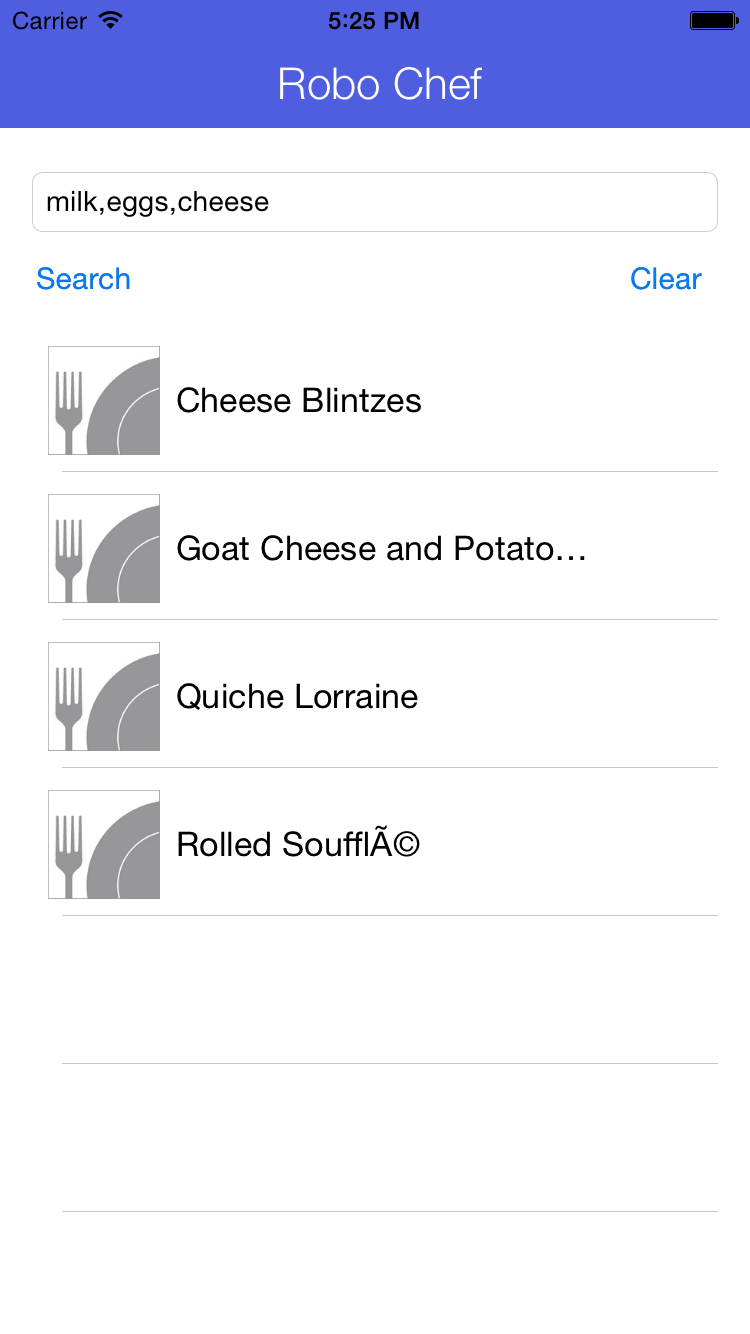 Carrier 5:25 PM
Robo Chef
milk,eggs,cheese
Search Clear
Cheese Blintzes
Goat Cheese and Potato...
Quiche Lorraine
Rolled SoufflÃ©